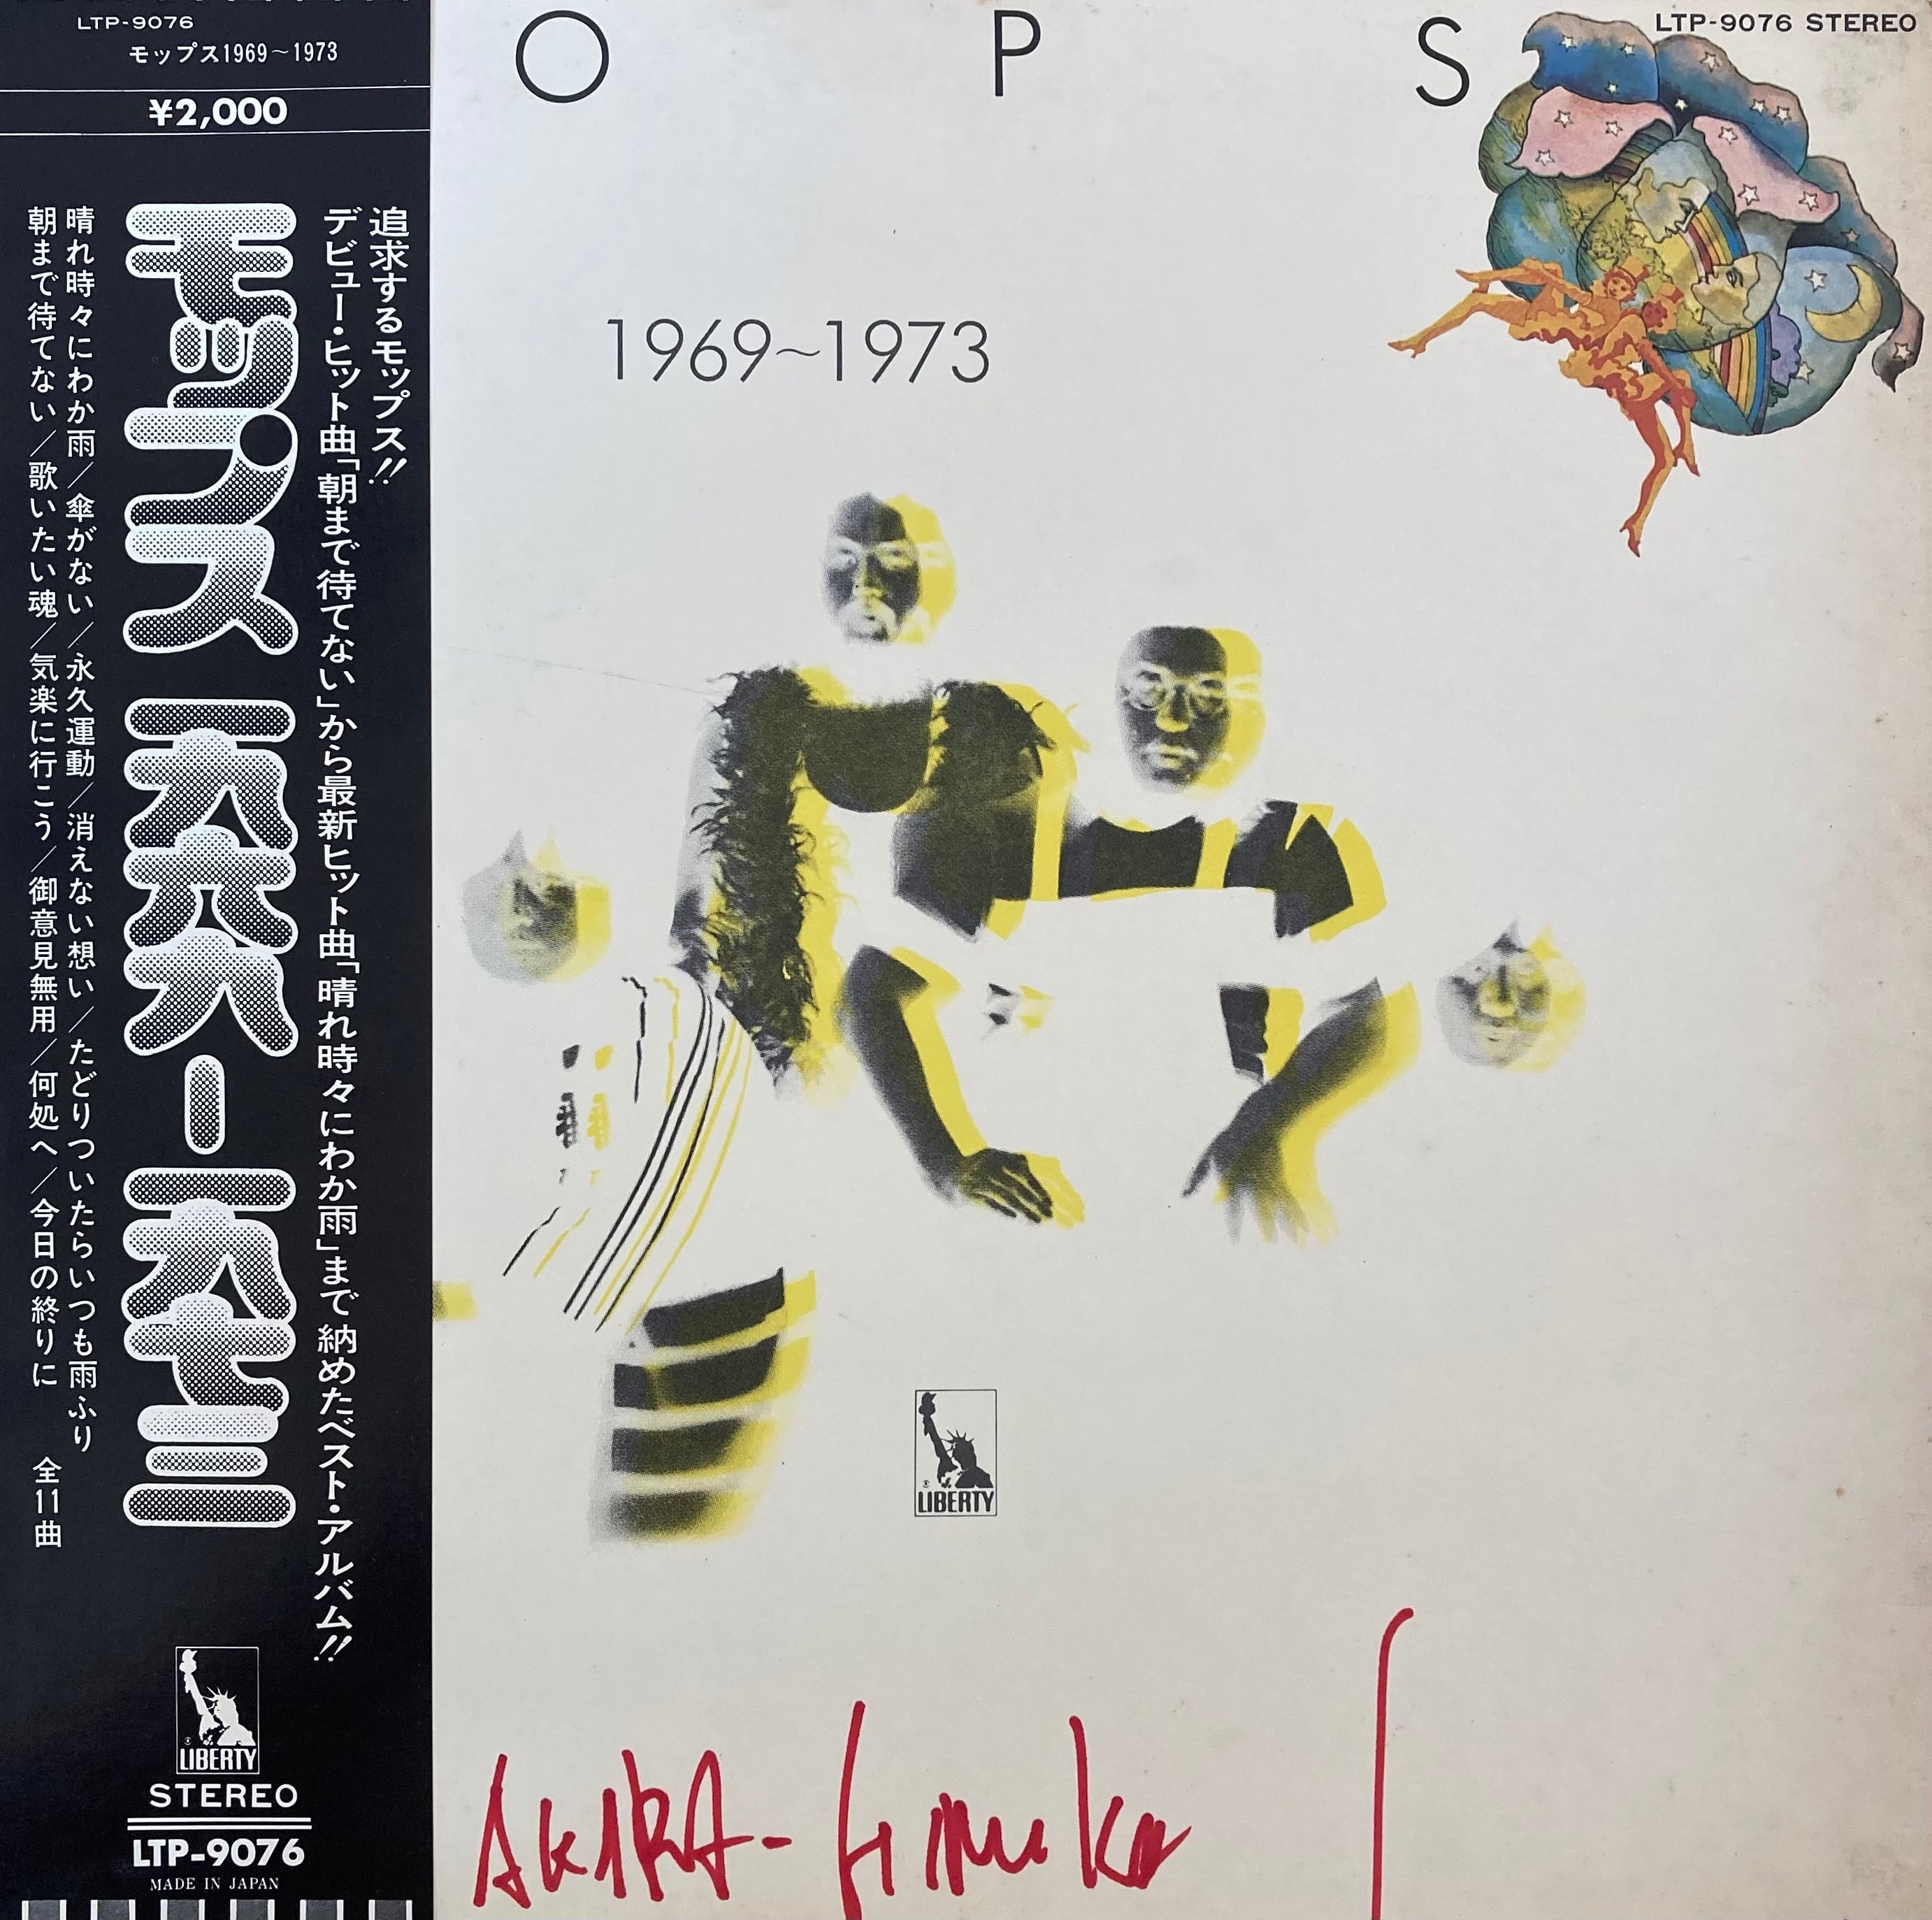 LTP-9076
モップス1969〜1973
¥2,000
追求するモップス!!
デビュー・ヒット曲「朝まで待てない」から最新ヒット曲「晴れ時々にわか雨」まで納めたベスト・アルバム!!
モップス 一九六九-一九七三
晴れ時々にわか雨/傘がない/永久運動/消えない想い/たどりついたらいつも雨ふり
朝まで待てない/歌いたい魂/気楽に行こう/御意見無用/何処へ/今日の終りに 全11曲
LIBERTY
STEREO
LTP-9076
MADE IN JAPAN
O P S
LTP-9076 STEREO
1969~1973
LIBERTY
AKIRA-